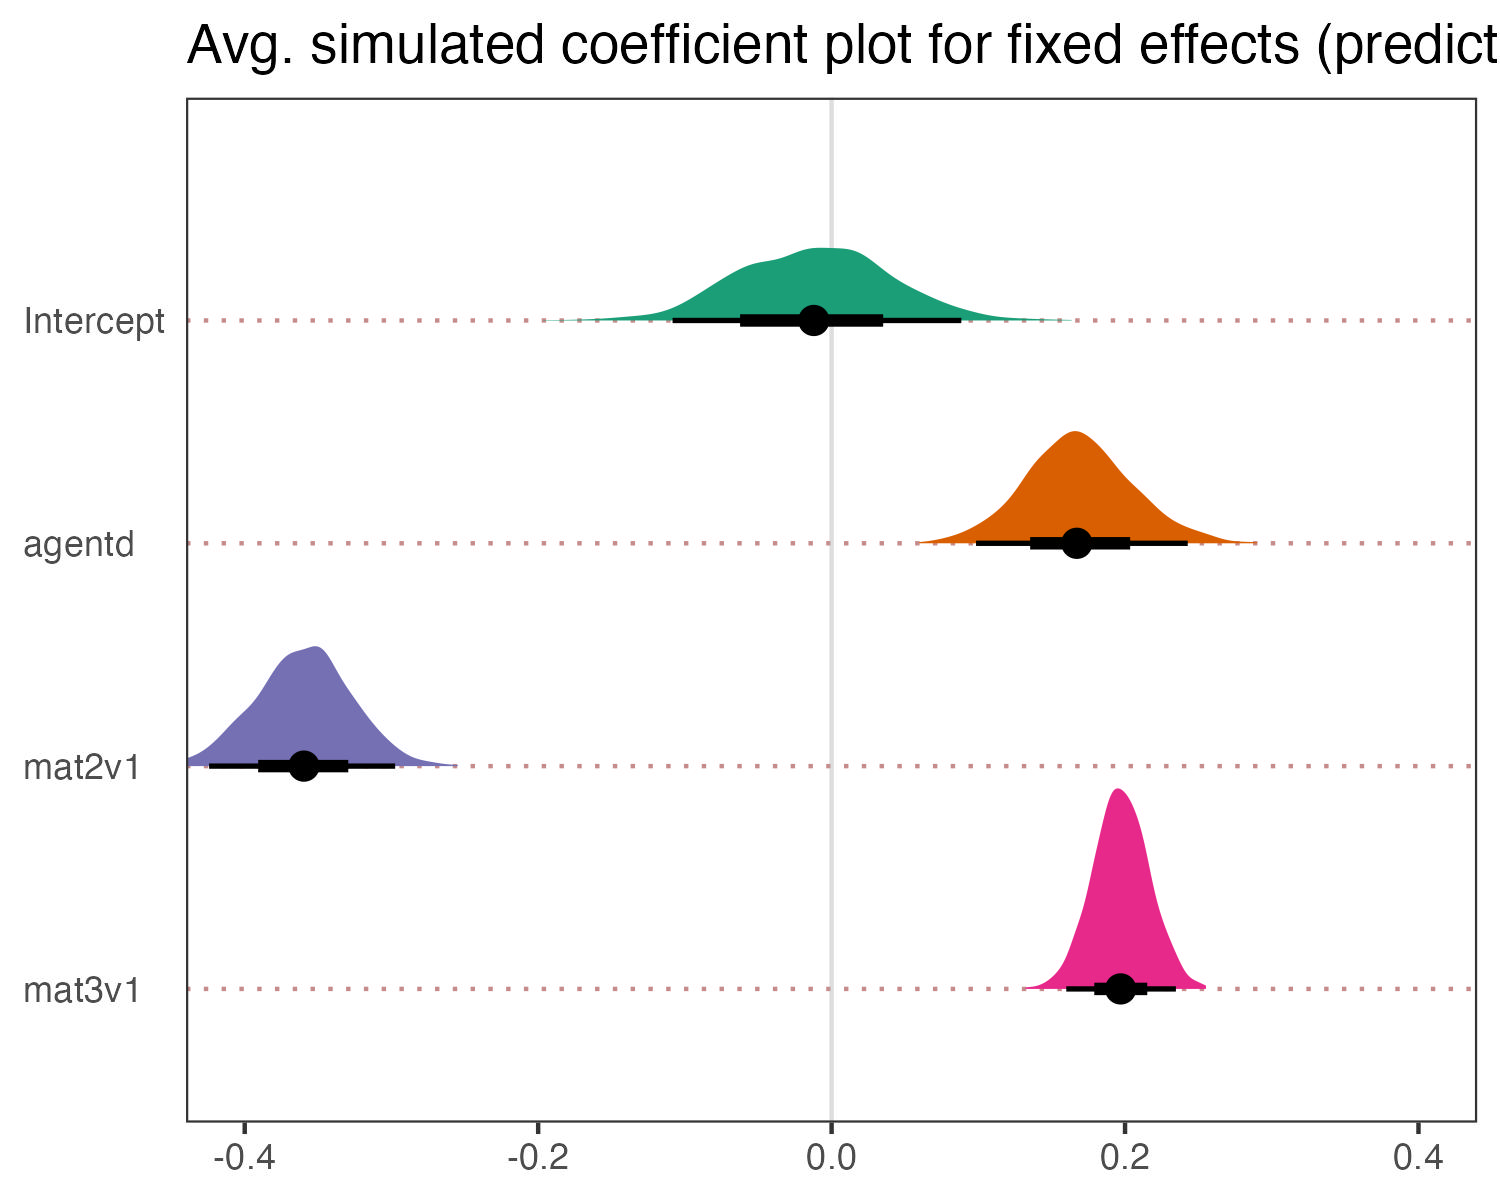 Avg. simulated coefficient plot for fixed effects (predict
Intercept
agentd
mat2v1
mat3v1
-0.4 -0.2 0.0 0.2 0.4